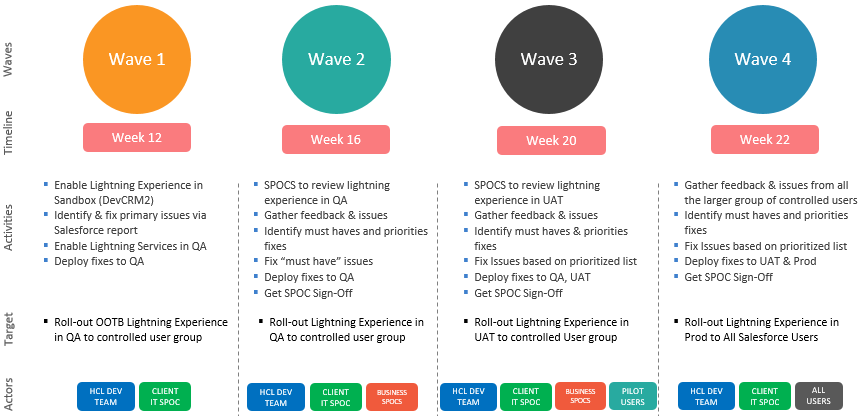 Waves
Wave 1
Wave 2
Wave 3
Wave 4
Timeline
Week 12
Week 16
Week 20
Week 22
Activities
Enable Lightning Experience in
Sandbox (DevCRM2)
Identify & fix primary issues via
Salesforce report
Enable Lightning Services in QA
Deploy fixes to QA
SPOCS to review lightning
experience in QA
Gather feedback & issues
Identify must haves and priorities
fixes
Fix “must have” issues
Deploy fixes to QA
Get SPOC Sign-Off
SPOCS to review lightning
experience in UAT
Gather feedback & issues
Identify must haves & priorities
fixes
Fix Issues based on prioritized list
Deploy fixes to QA, UAT
Get SPOC Sign-Off
Gather feedback & issues from all
the larger group of controlled users
Identify must haves and priorities
fixes
Fix Issues based on prioritized list
Deploy fixes to UAT & Prod
Get SPOC Sign-Off
Target
Roll-out OOTB Lightning Experience
in QA to controlled user group
Roll-out Lightning Experience in
QA to controlled user group
Roll-out Lightning Experience in
UAT to controlled User group
Roll-out Lightning Experience in
Prod to All Salesforce Users
Actors
HCL DEV
TEAM
CLIENT
IT SPOC
HCL DEV
TEAM
CLIENT
IT SPOC
BUSINESS
SPOCS
HCL DEV
TEAM
CLIENT
IT SPOC
BUSINESS
SPOCS
PILOT
USERS
HCL DEV
TEAM
CLIENT
IT SPOC
ALL
USERS